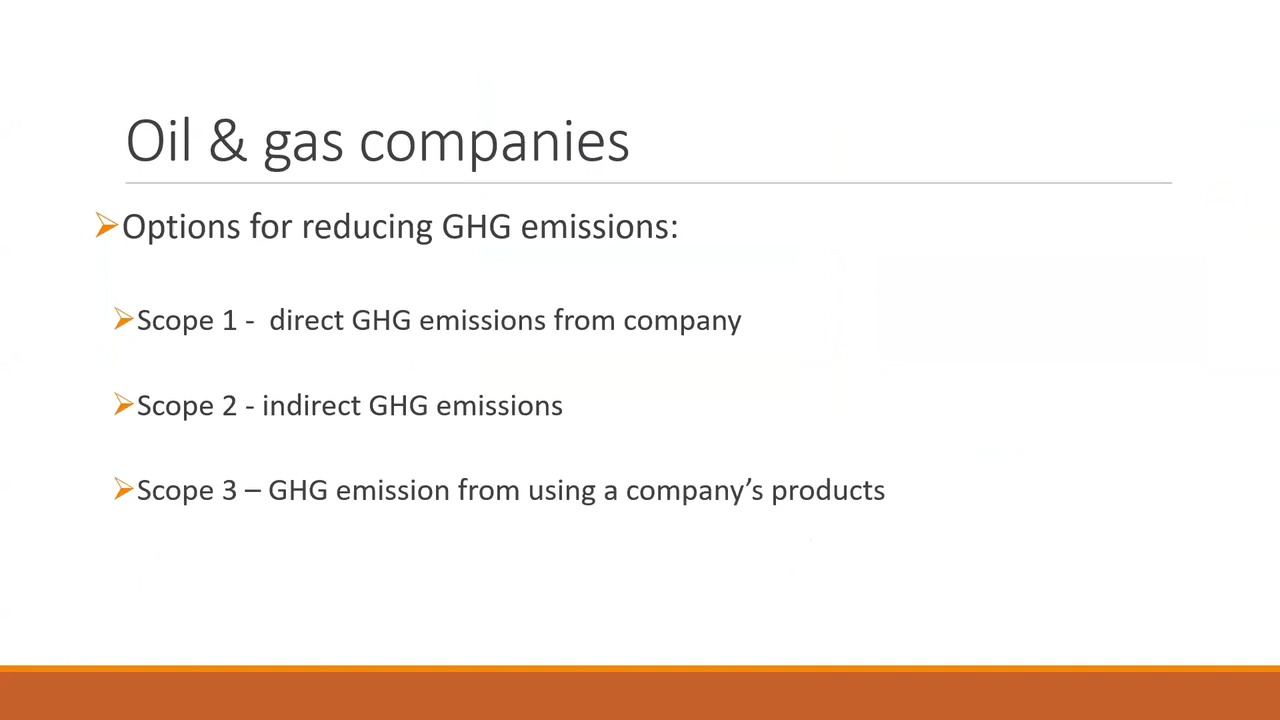 Oil & gas companies
Options for reducing GHG emissions:
Scope 1 -  direct GHG emissions from company
Scope 2 - indirect GHG emissions
Scope 3 – GHG emission from using a company’s products